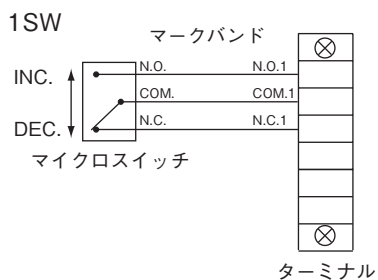 1SW
マークバンド
INC.
N.O.
N.O.1
COM.
COM.1
DEC.
N.C.
N.C.1
マイクロスイッチ
ターミナル